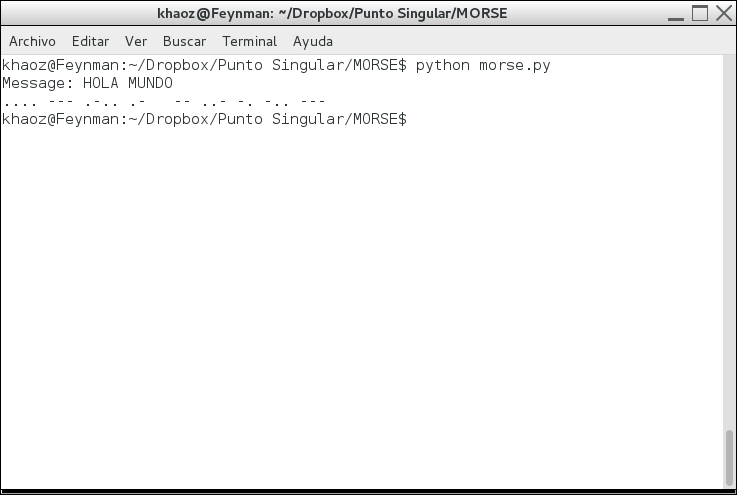 khaoz@Feynman: ~/Dropbox/Punto Singular/MORSE
Archivo Editar Ver Buscar Terminal Ayuda
khaoz@Feynman:~/Dropbox/Punto Singular/MORSE$ python morse.py
Message: HOLA MUNDO
.... --- .-.. .-   -- ..- -. -.. ---
khaoz@Feynman:~/Dropbox/Punto Singular/MORSE$